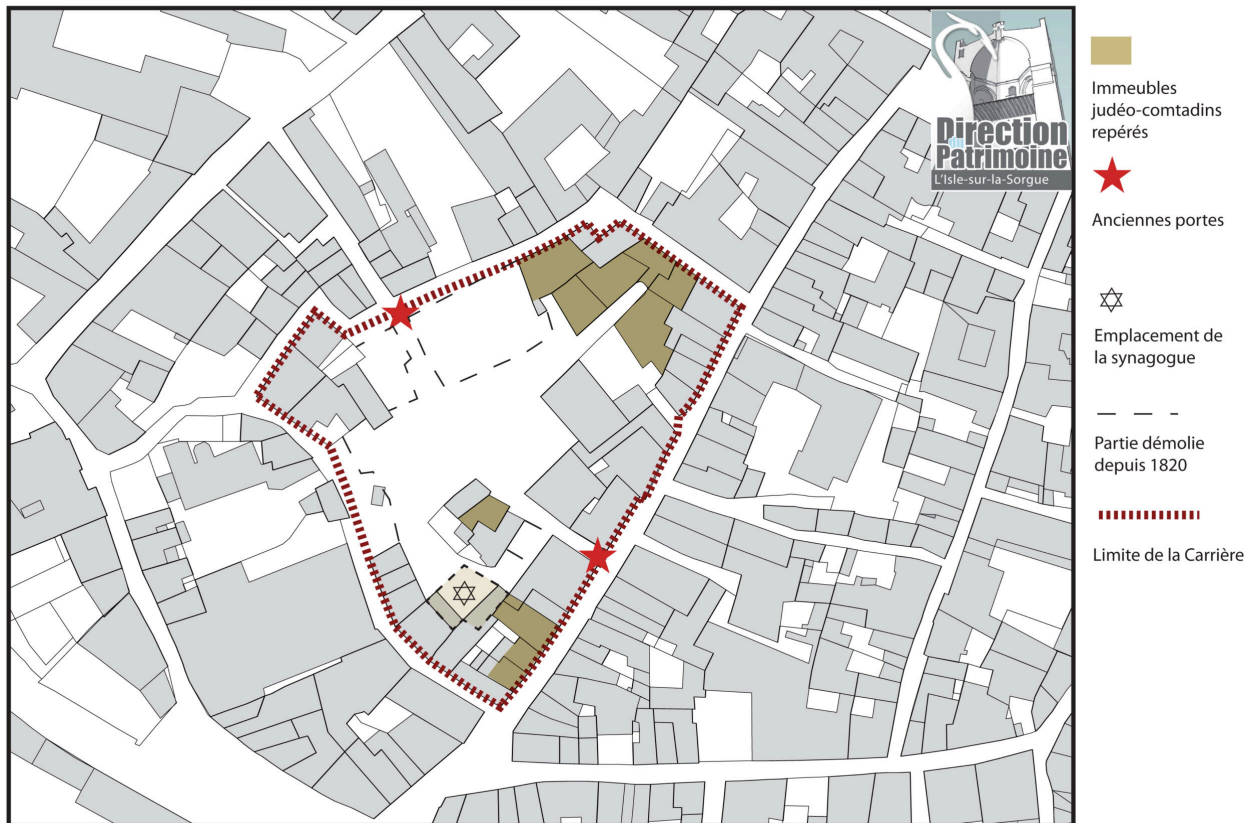 Direction
du
Patrimoine
L'Isle-sur-la-Sorgue
Immeubles
judéo-comtadins
repérés
Anciennes portes
Emplacement de
la synagogue
Partie démolie
depuis 1820
Limite de la Carrière